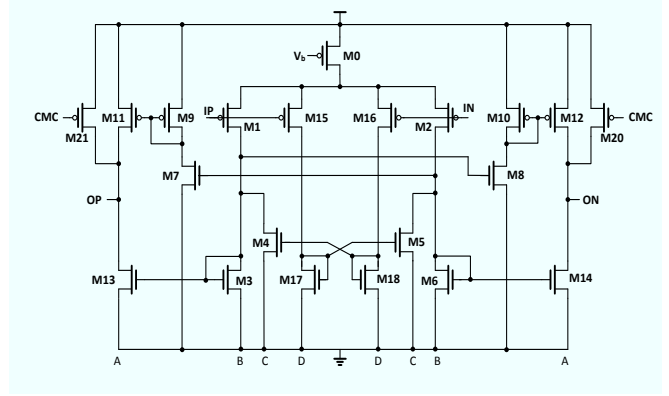 V_b M0
CMC M21 M11 M9 IP M1 M15 M16 M2 IN M10 M12 M20 CMC
M7 M8
OP ON
M4 M5
M13 M3 M17 M18 M6 M14
A B C D D C B A